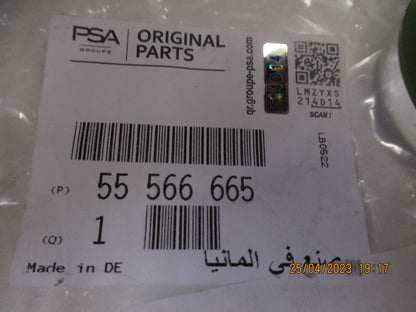 PSA
GROUPE
ORIGINAL
PARTS
qr.groupe-psa.com
LMZYXS
214D14
SCAN!
LB0522
(P) 55 566 665
(Q) 1
Made in DE
صنع في المانيا
25/04/2023 19:17